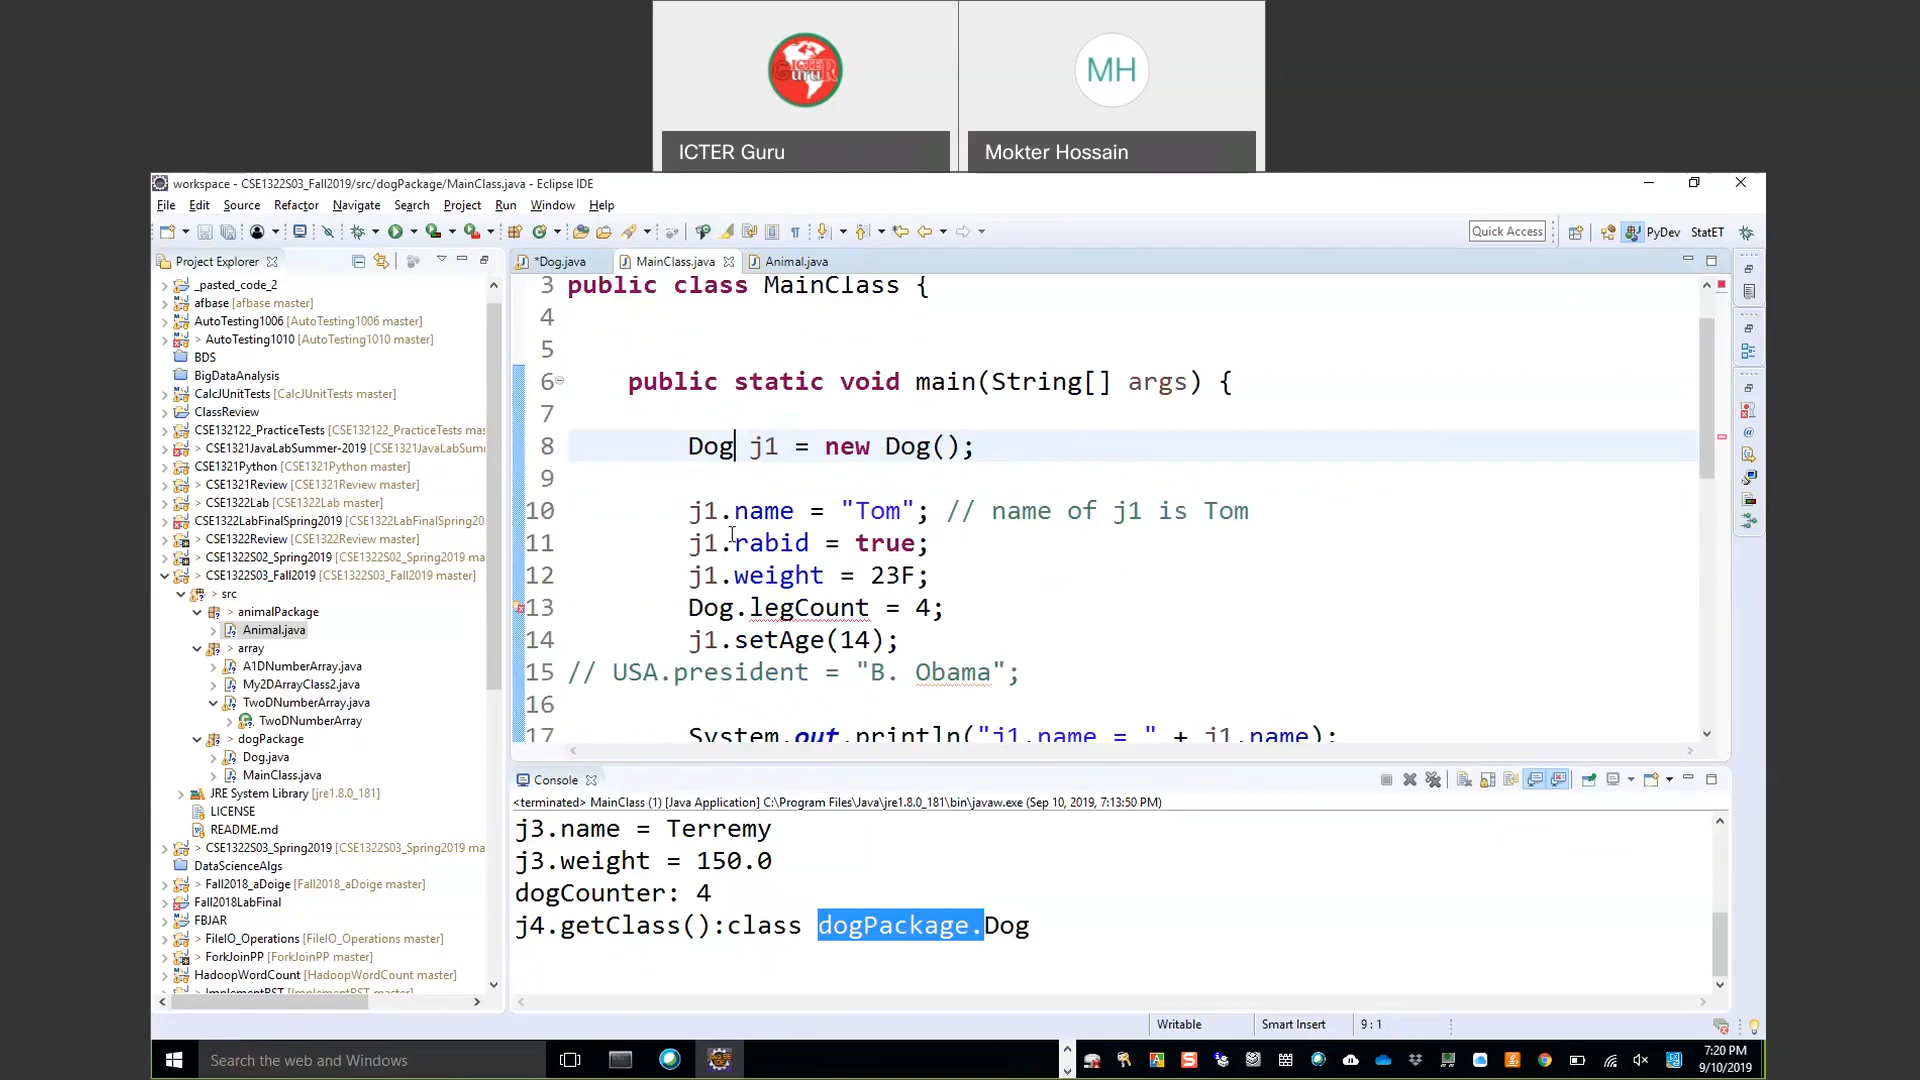 MH
ICTER Guru
Mokter Hossain
workspace - CSE1322S03_Fall2019/src/dogPackage/MainClass.java - Eclipse IDE
File Edit Source Refactor Navigate Search Project Run Window Help
Quick Access
PyDev
StatET
Project Explorer
*Dog.java
MainClass.java
Animal.java
_pasted_code_2
afbase [afbase master]
AutoTesting1006 [AutoTesting1006 master]
> AutoTesting1010 [AutoTesting1010 master]
BDS
BigDataAnalysis
CalcJUnitTests [CalcJUnitTests master]
ClassReview
CSE132122_PracticeTests [CSE132122_PracticeTests master]
> CSE1321JavaLabSummer-2019 [CSE1321JavaLabSumm
CSE1321Python [CSE1321Python master]
> CSE1321Review [CSE1321Review master]
> CSE1322Lab [CSE1322Lab master]
CSE1322LabFinalSpring2019 [CSE1322LabFinalSpring20
CSE1322Review [CSE1322Review master]
> CSE1322S02_Spring2019 [CSE1322S02_Spring2019 mas
> CSE1322S03_Fall2019 [CSE1322S03_Fall2019 master]
> src
> animalPackage
Animal.java
array
A1DNumberArray.java
My2DArrayClass2.java
TwoDNumberArray.java
TwoDNumberArray
> dogPackage
Dog.java
MainClass.java
JRE System Library [jre1.8.0_181]
LICENSE
README.md
> CSE1322S03_Spring2019 [CSE1322S03_Spring2019 ma
DataScienceAlgs
> Fall2018_aDoige [Fall2018_aDoige master]
Fall2018LabFinal
FBJAR
> FileIO_Operations [FileIO_Operations master]
> ForkJoinPP [ForkJoinPP master]
HadoopWordCount [HadoopWordCount master]
> ImplementRST [ImplementRST master]
3 public class MainClass {
4
5
6 public static void main(String[] args) {
7
8 Dog j1 = new Dog();
9
10 j1.name = "Tom"; // name of j1 is Tom
11 j1.rabid = true;
12 j1.weight = 23F;
13 Dog.legCount = 4;
14 j1.setAge(14);
15 // USA.president = "B. Obama";
16
17 System.out.println("j1.name = " + j1.name);
Console
<terminated> MainClass (1) [Java Application] C:\Program Files\Java\jre1.8.0_181\bin\javaw.exe (Sep 10, 2019, 7:13:50 PM)
j3.name = Terremy
j3.weight = 150.0
dogCounter: 4
j4.getClass():class dogPackage.Dog
Writable
Smart Insert
9 : 1
Search the web and Windows
7:20 PM
9/10/2019